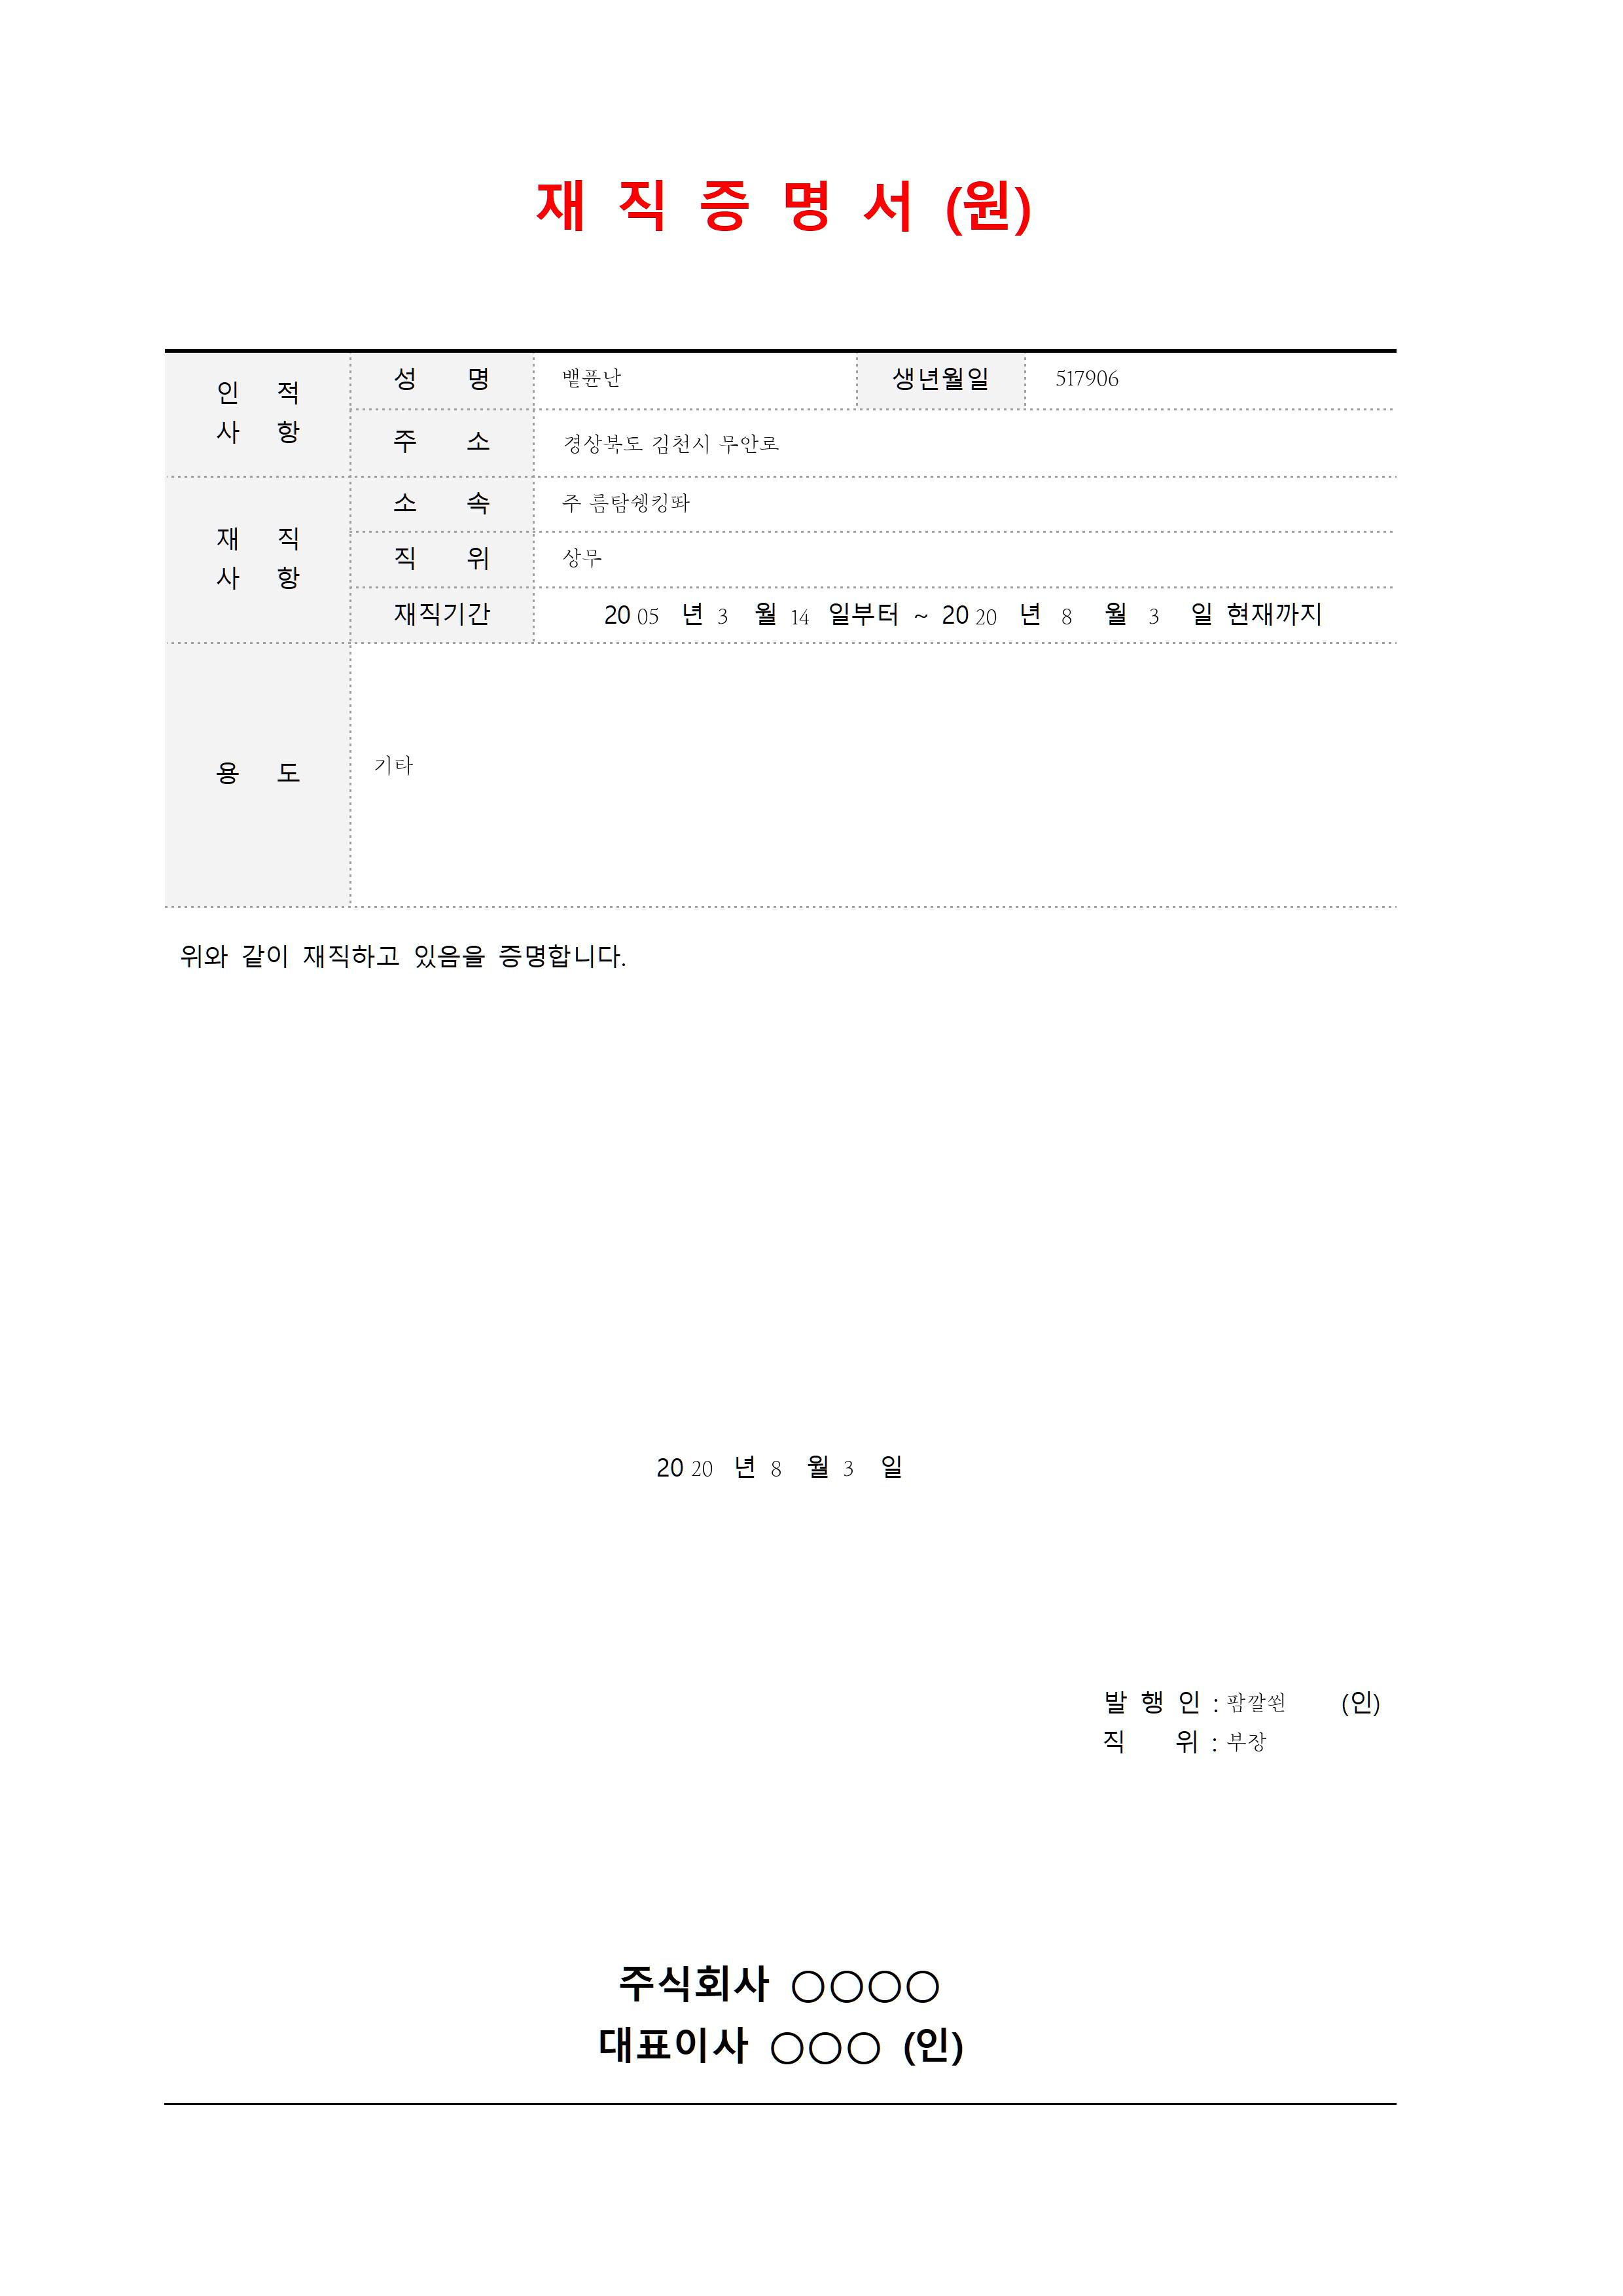 재 직 증 명 서 (원)
인 적 사 항 성 명 뱉퓬난 생년월일 517906
주 소 경상북도 김천시 무안로
재 직 사 항 소 속 주 름탐쉥킹똬
직 위 상무
재직기간 20 05 년 3 월 14 일부터 ~ 20 20 년 8 월 3 일 현재까지
용 도 기타
위와 같이 재직하고 있음을 증명합니다.
20 20 년 8 월 3 일
발 행 인 : 팜깔쐰 (인)
직 위 : 부장
주식회사 ○○○○
대표이사 ○○○ (인)